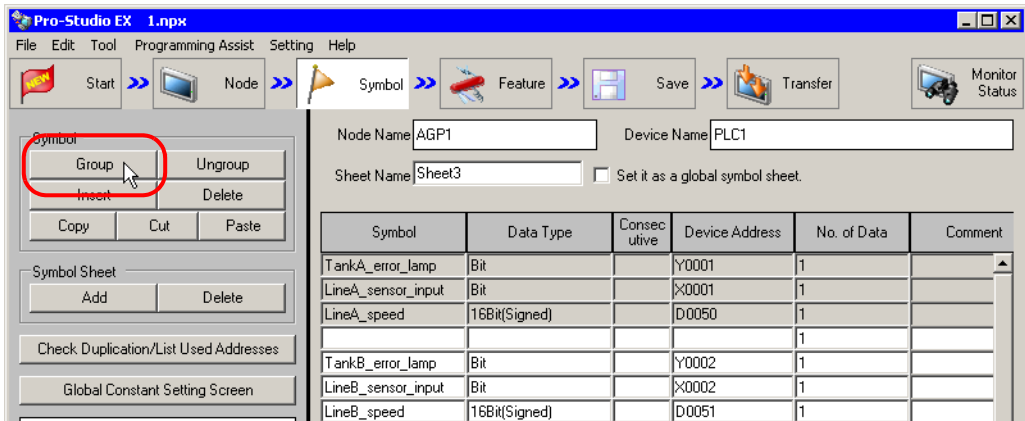 Pro-Studio EX 1.npx
File Edit Tool Programming Assist Setting Help
NEW Start Node Symbol Feature Save Transfer Monitor Status
Symbol
Group Ungroup
Insert Delete
Copy Cut Paste
Symbol Sheet
Add Delete
Check Duplication/List Used Addresses
Global Constant Setting Screen
Node Name AGP1 Device Name PLC1
Sheet Name Sheet3 Set it as a global symbol sheet.
Symbol Data Type Consec utive Device Address No. of Data Comment
TankA_error_lamp Bit Y0001 1
LineA_sensor_input Bit X0001 1
LineA_speed 16Bit(Signed) D0050 1
1
TankB_error_lamp Bit Y0002 1
LineB_sensor_input Bit X0002 1
LineB_speed 16Bit(Signed) D0051 1